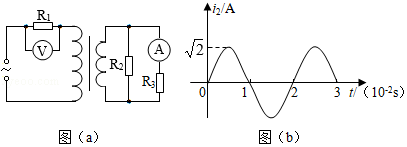 R₁
V
R₂
A
R₃
~
图（a）
i₂/A
√2
0
1
2
3
t/（10⁻²s）
图（b）